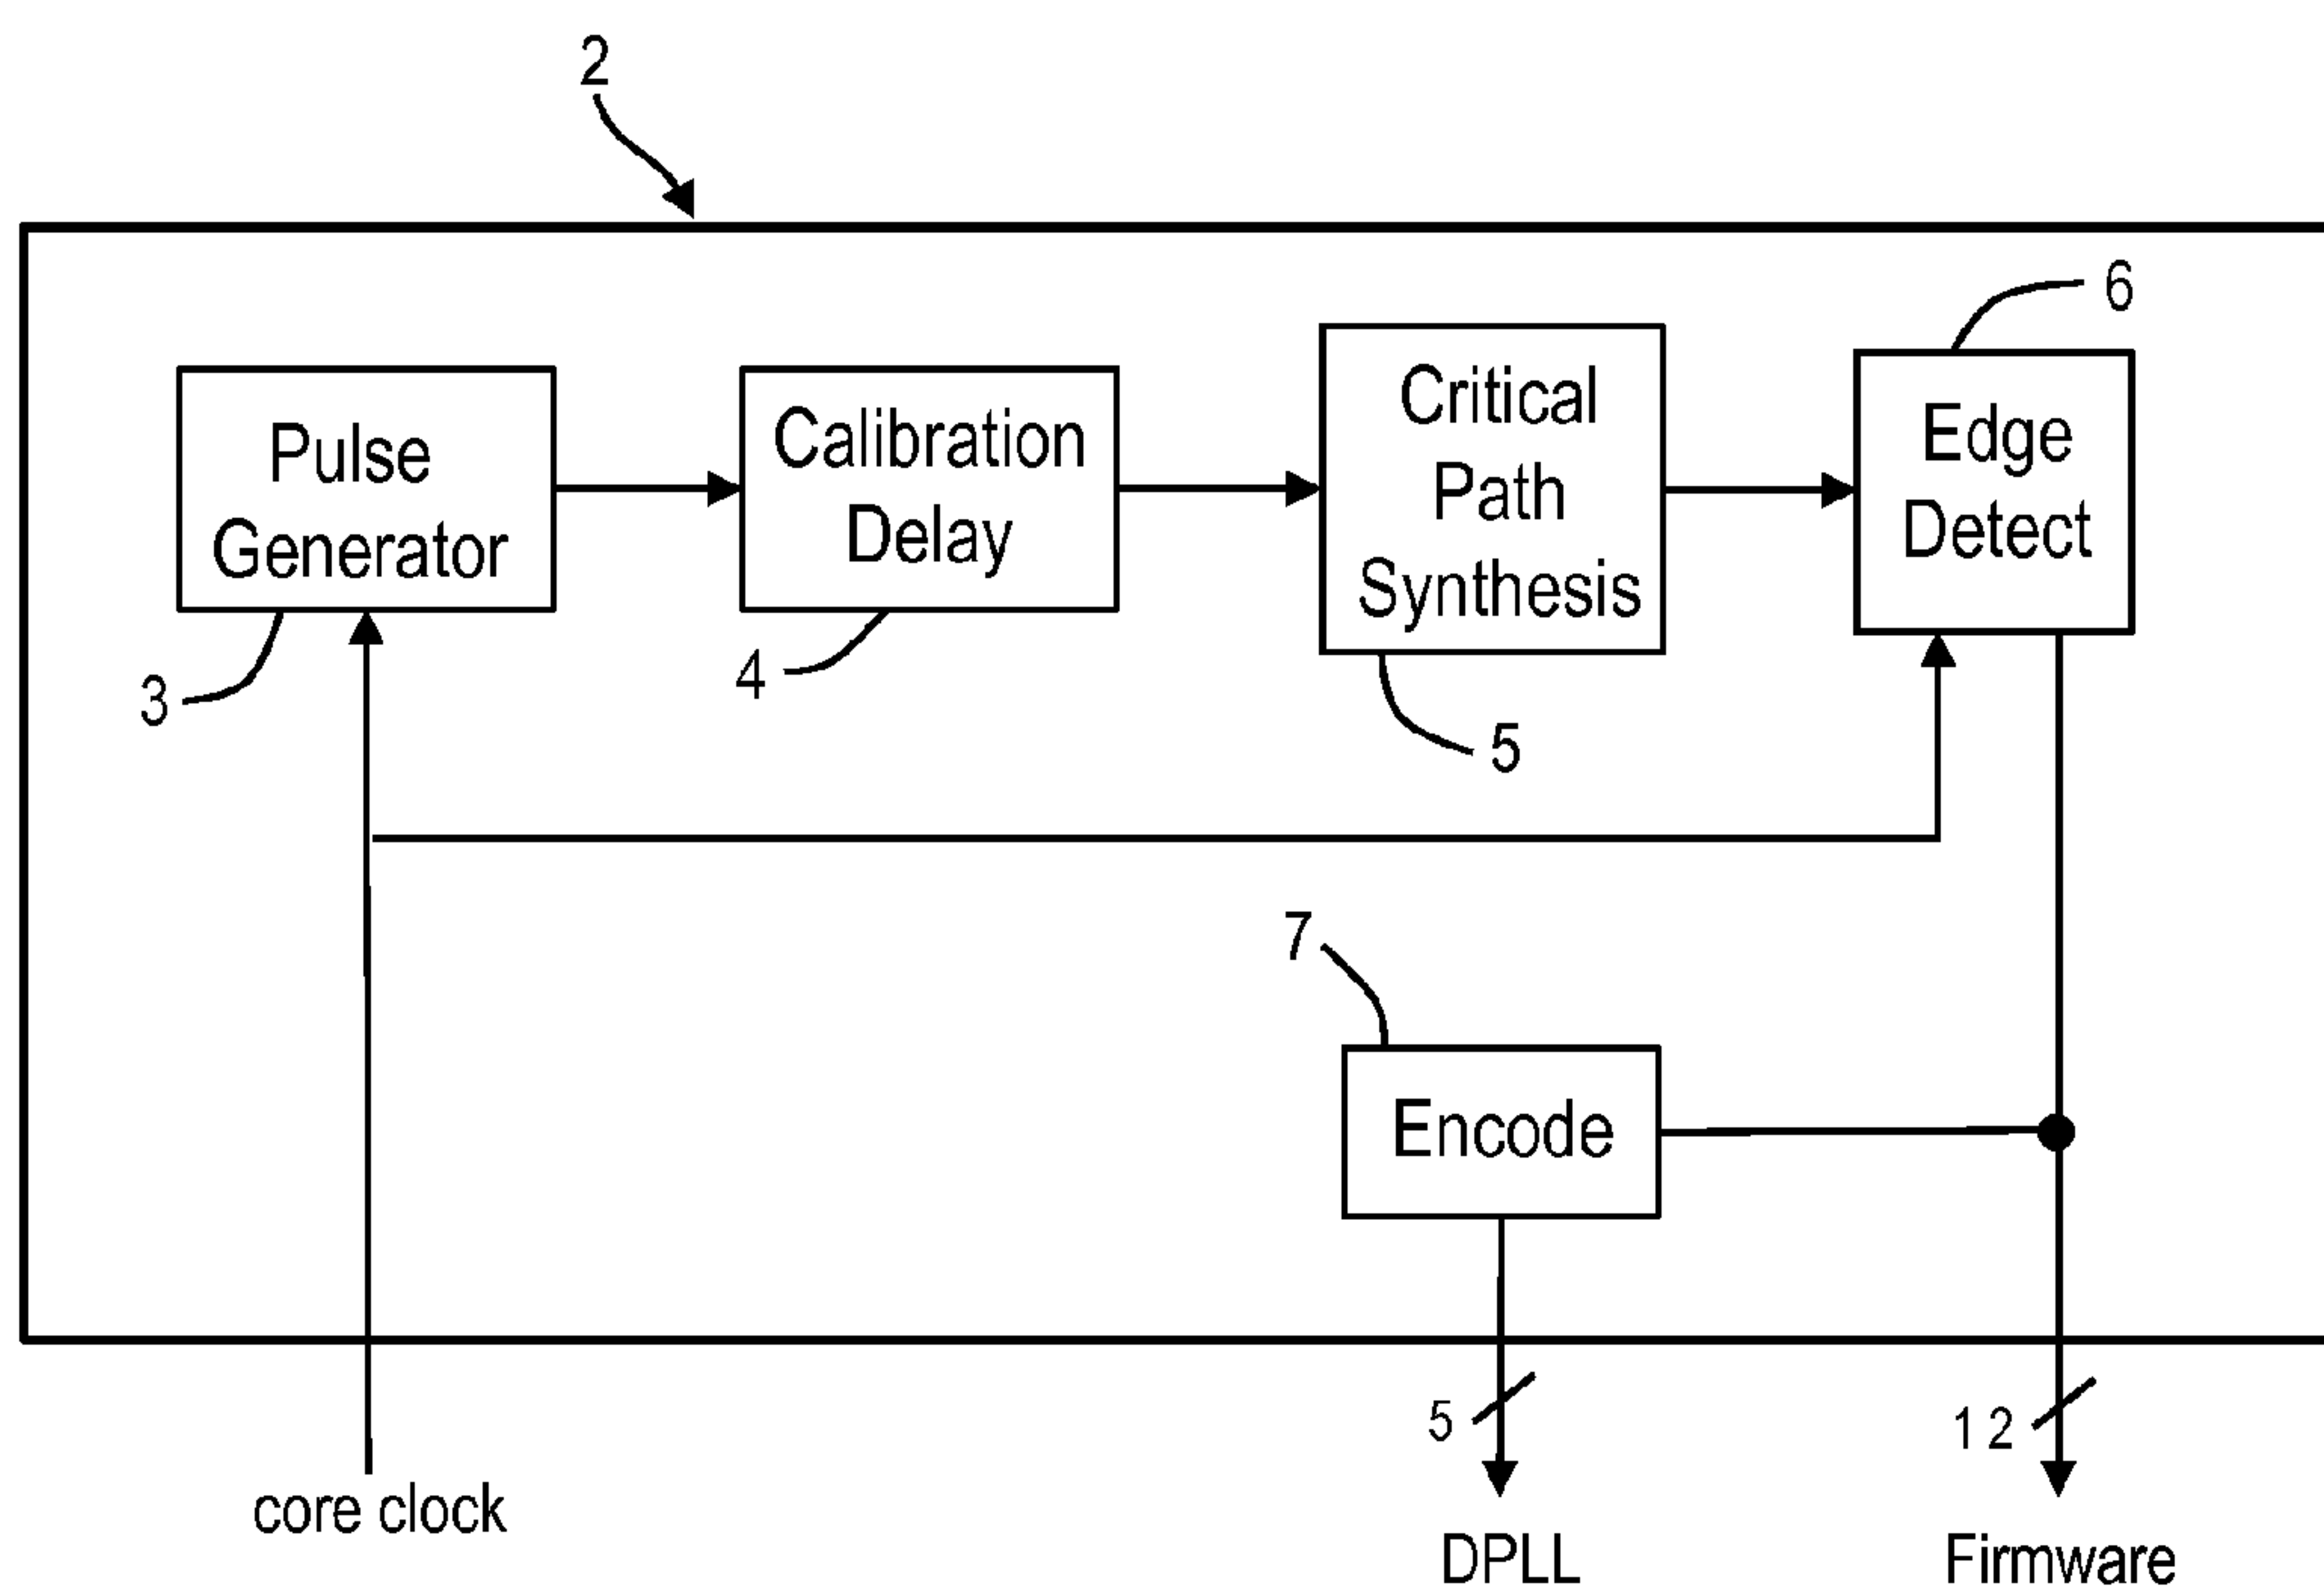 2
6
Pulse
Generator
Calibration
Delay
Critical
Path
Synthesis
Edge
Detect
3
4
5
7
Encode
5
12
core clock
DPLL
Firmware